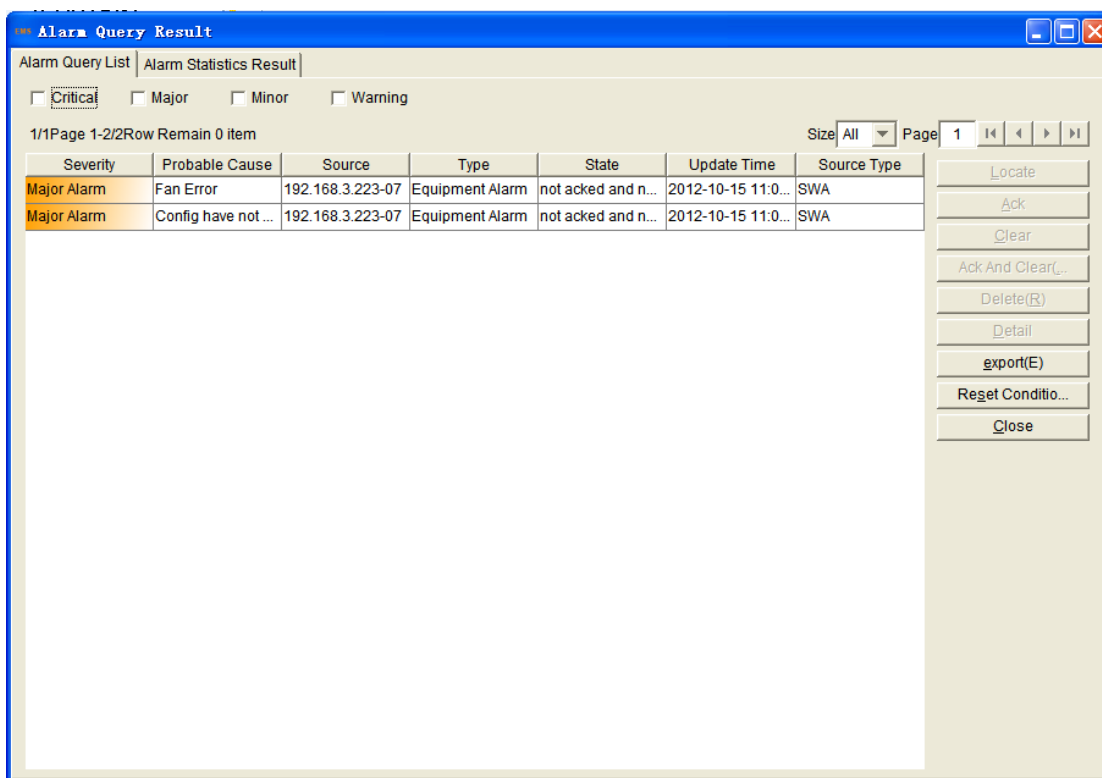 EMS Alarm Query Result
Alarm Query List Alarm Statistics Result
Critical Major Minor Warning
1/1Page 1-2/2Row Remain 0 item Size All Page 1
Severity Probable Cause Source Type State Update Time Source Type
Major Alarm Fan Error 192.168.3.223-07 Equipment Alarm not acked and n... 2012-10-15 11:0... SWA
Major Alarm Config have not ... 192.168.3.223-07 Equipment Alarm not acked and n... 2012-10-15 11:0... SWA
Locate
Ack
Clear
Ack And Clear(...
Delete(R)
Detail
export(E)
Reset Conditio...
Close